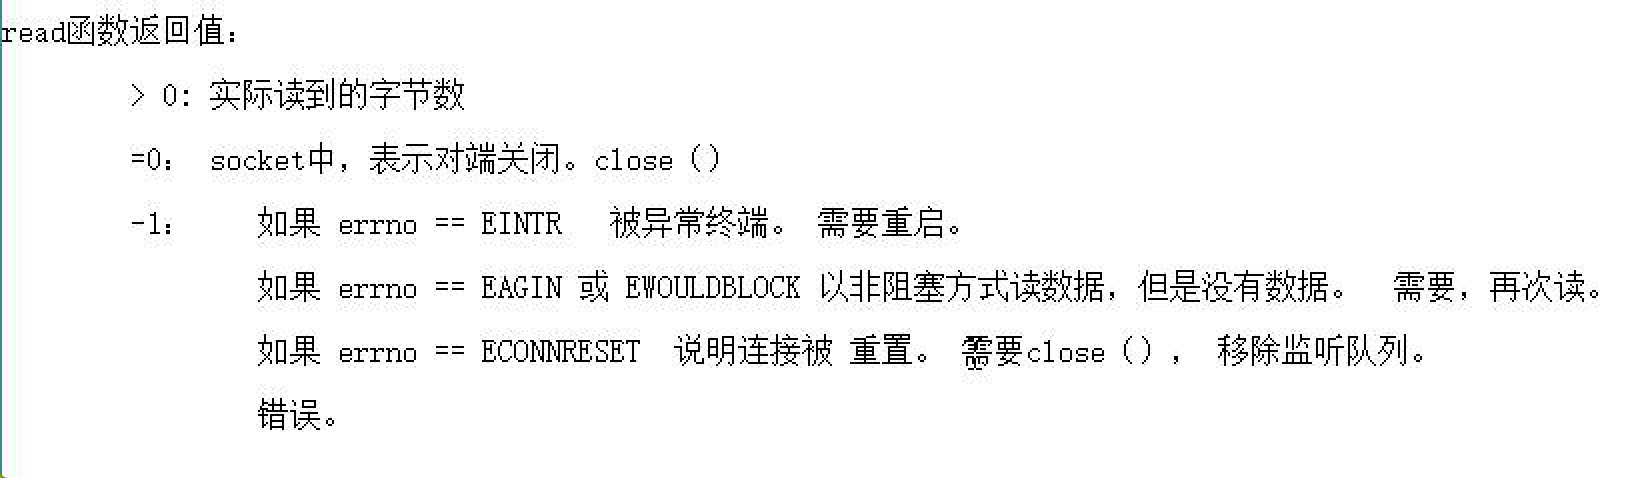 read函数返回值：
> 0: 实际读到的字节数
=0： socket中，表示对端关闭。close（）
-1： 如果 errno == EINTR 被异常终端。 需要重启。
如果 errno == EAGIN 或 EWOULDBLOCK 以非阻塞方式读数据，但是没有数据。 需要，再次读。
如果 errno == ECONNRESET 说明连接被 重置。 需要close（）， 移除监听队列。
错误。